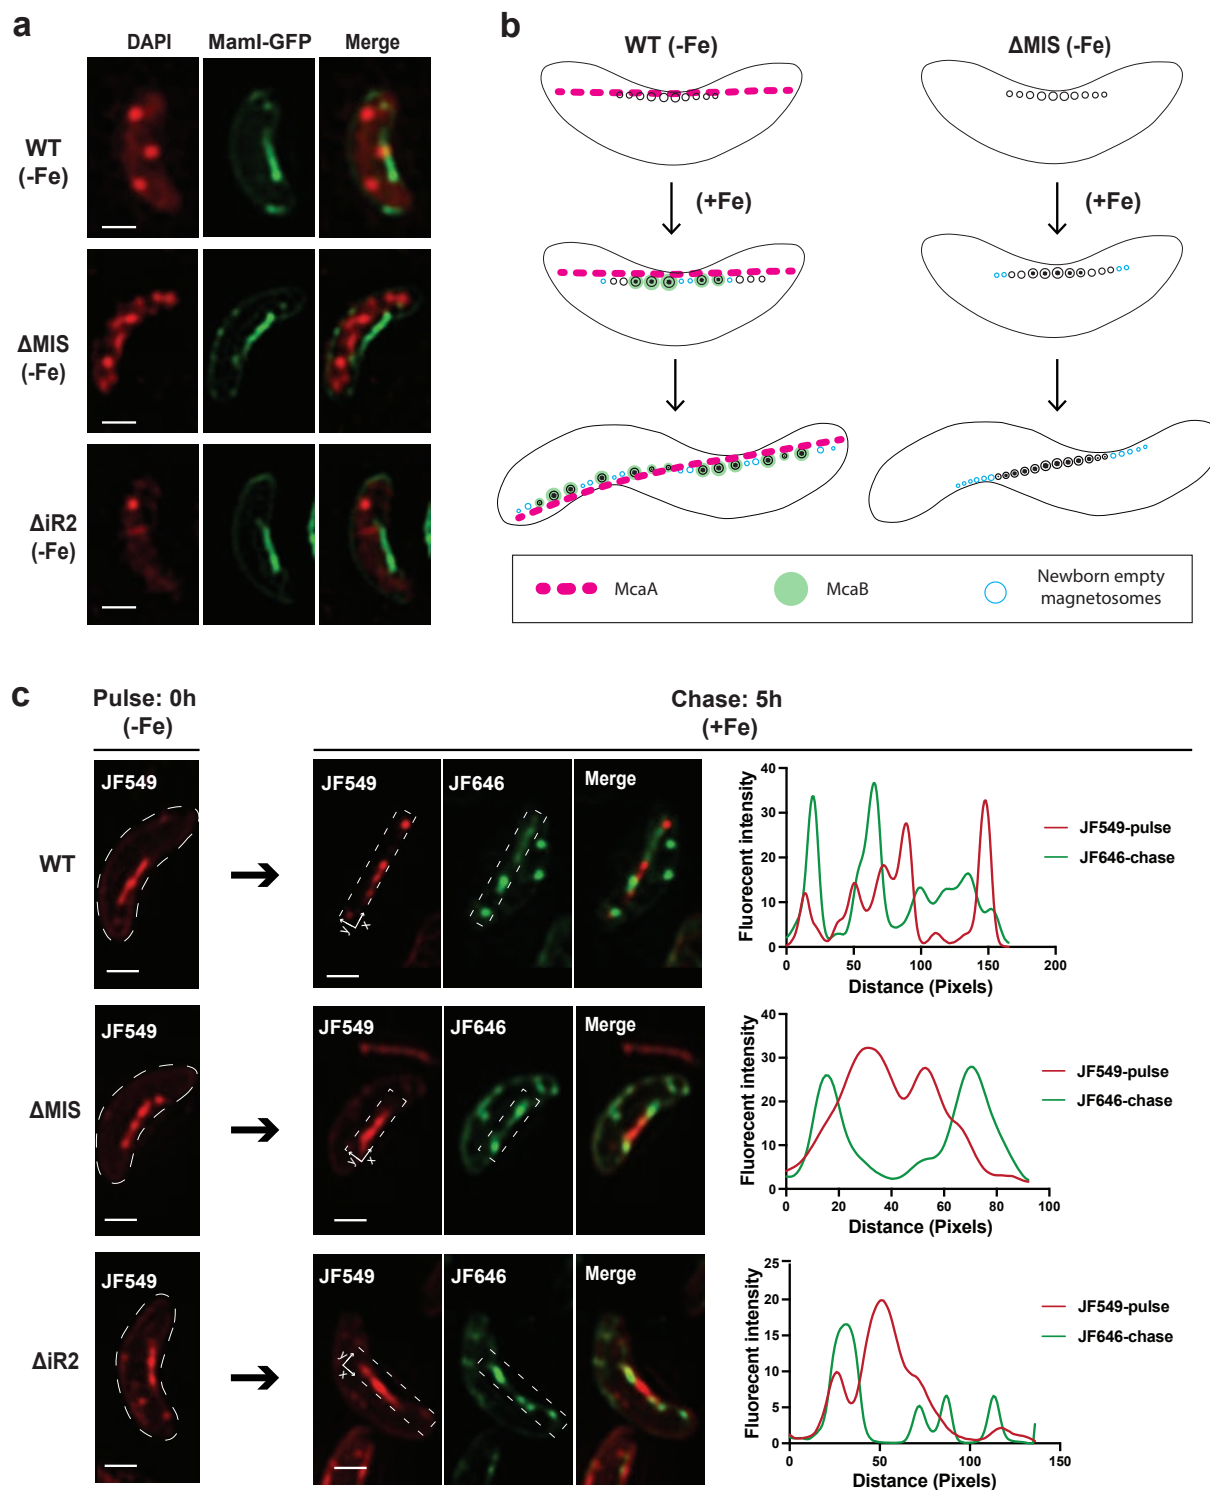 a
DAPI MamI-GFP Merge
WT
(-Fe)
ΔMIS
(-Fe)
ΔiR2
(-Fe)
b
WT (-Fe) ΔMIS (-Fe)
(+Fe) (+Fe)
McaA McaB Newborn empty
magnetosomes
c
Pulse: 0h
(-Fe)
Chase: 5h
(+Fe)
WT
JF549
JF549 JF646 Merge
y x
Fluorecent intensity
40
30
20
10
0
0 50 100 150 200
Distance (Pixels)
JF549-pulse
JF646-chase
ΔMIS
JF549
JF549 JF646 Merge
y x
Fluorecent intensity
40
30
20
10
0
0 20 40 60 80 100
Distance (Pixels)
JF549-pulse
JF646-chase
ΔiR2
JF549
JF549 JF646 Merge
y
x
Fluorecent intensity
25
20
15
10
5
0
0 50 100 150
Distance (Pixels)
JF549-pulse
JF646-chase